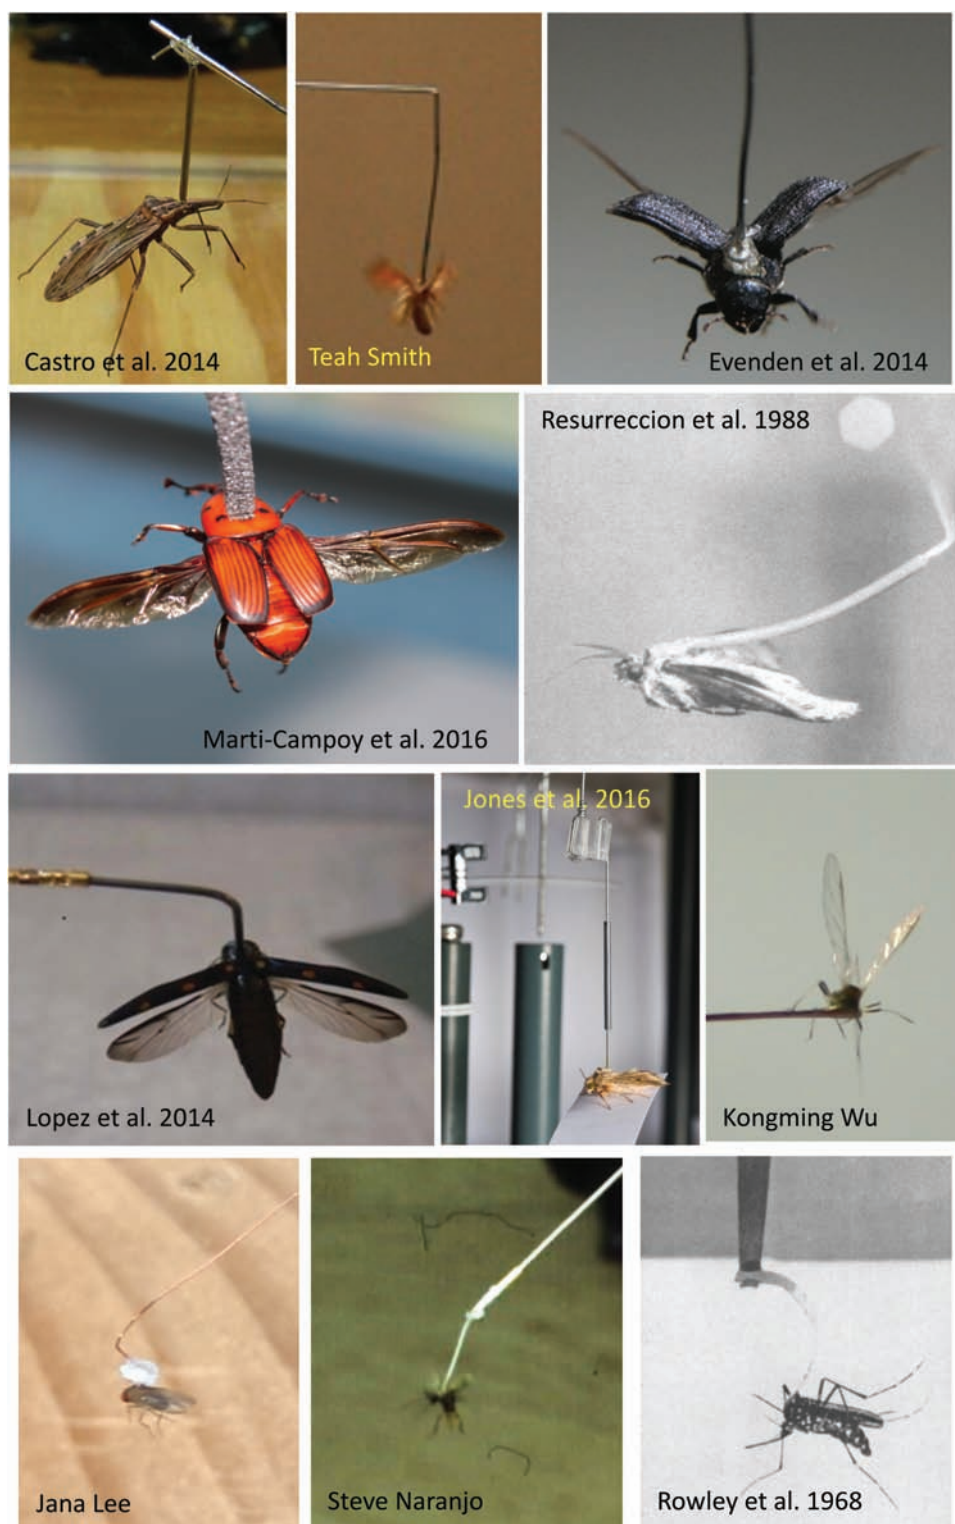 Castro et al. 2014
Teah Smith
Evenden et al. 2014
Resurreccion et al. 1988
Marti-Campoy et al. 2016
Jones et al. 2016
Lopez et al. 2014
Kongming Wu
Jana Lee
Steve Naranjo
Rowley et al. 1968